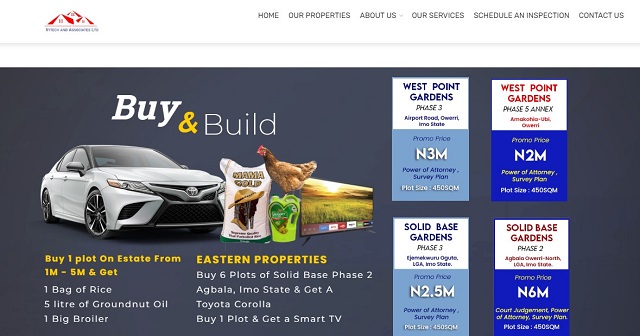 HYTECH AND ASSOCIATES LTD
HOME OUR PROPERTIES ABOUT US OUR SERVICES SCHEDULE AN INSPECTION CONTACT US
Buy
& Build
MAMA
GOLD
Buy 1 plot On Estate From
1M - 5M & Get
1 Bag of Rice
5 litre of Groundnut Oil
1 Big Broiler
EASTERN PROPERTIES
Buy 6 Plots of Solid Base Phase 2
Agbala, Imo State & Get A
Toyota Corolla
Buy 1 Plot & Get a Smart TV
WEST POINT
GARDENS
PHASE 3
Airport Road, Owerri,
Imo State
Promo Price
N3M
Power of Attorney ,
Survey Plan
Plot Size : 450SQM
WEST POINT
GARDENS
PHASE 5 ANNEX
Amakohia-Ubi,
Owerri
Promo Price
N2M
Power of Attorney ,
Survey Plan
Plot Size : 450SQM
SOLID BASE
GARDENS
PHASE 3
Ejemekwuru Oguta,
LGA, Imo State.
Promo Price
N2.5M
Power of Attorney ,
Survey Plan
Plot Size : 450SQM
SOLID BASE
GARDENS
PHASE 2
Agbala Owerri-North,
LGA, Imo State.
Promo Price
N6M
Court Judgement, Power
of Attorney, Survey Plan.
Plot Size : 450SQM